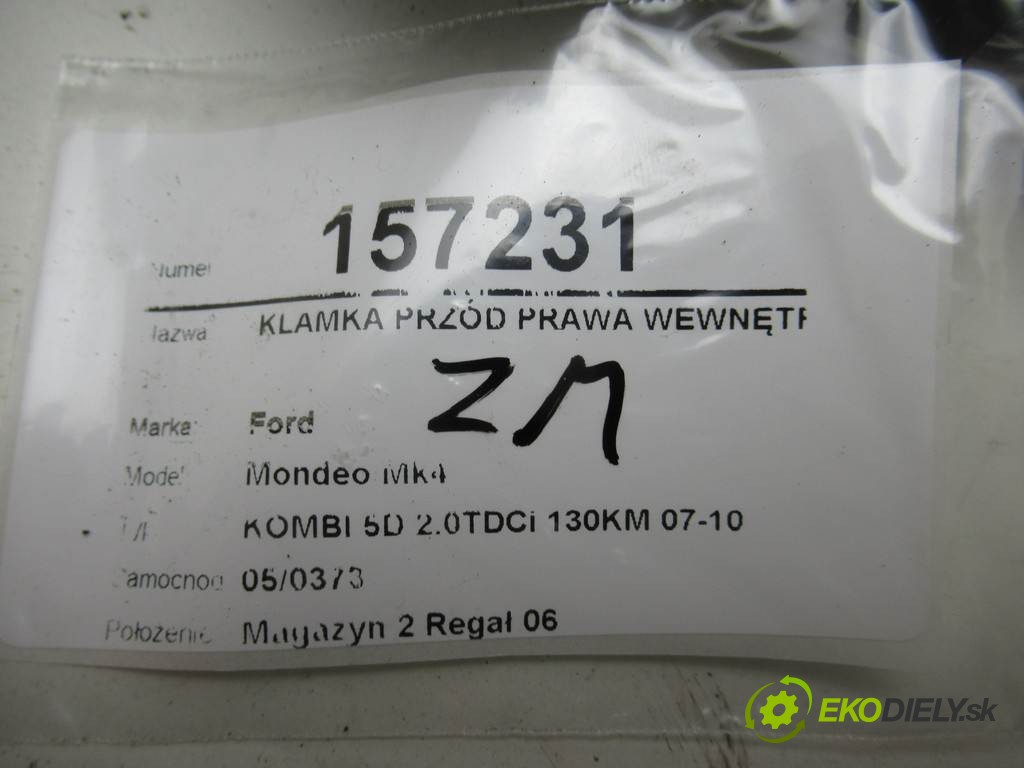 Numer 157231
Nazwa KLAMKA PRZÓD PRAWA WEWNĘTR
ZM
Marka Ford
Model Mondeo Mk4
KOMBI 5D 2.0TDCi 130KM 07-10
Samochod 05/0373
Położenie Magazyn 2 Regał 06
EKODIELY.sk